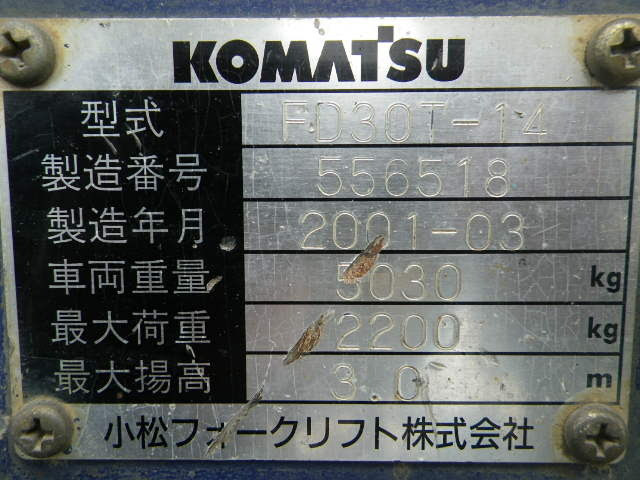 KOMATSU
型式 FD30T-14
製造番号 556518
製造年月 2001-03
車両重量 5030 kg
最大荷重 2200 kg
最大揚高 3.0 m
小松フォークリフト株式会社